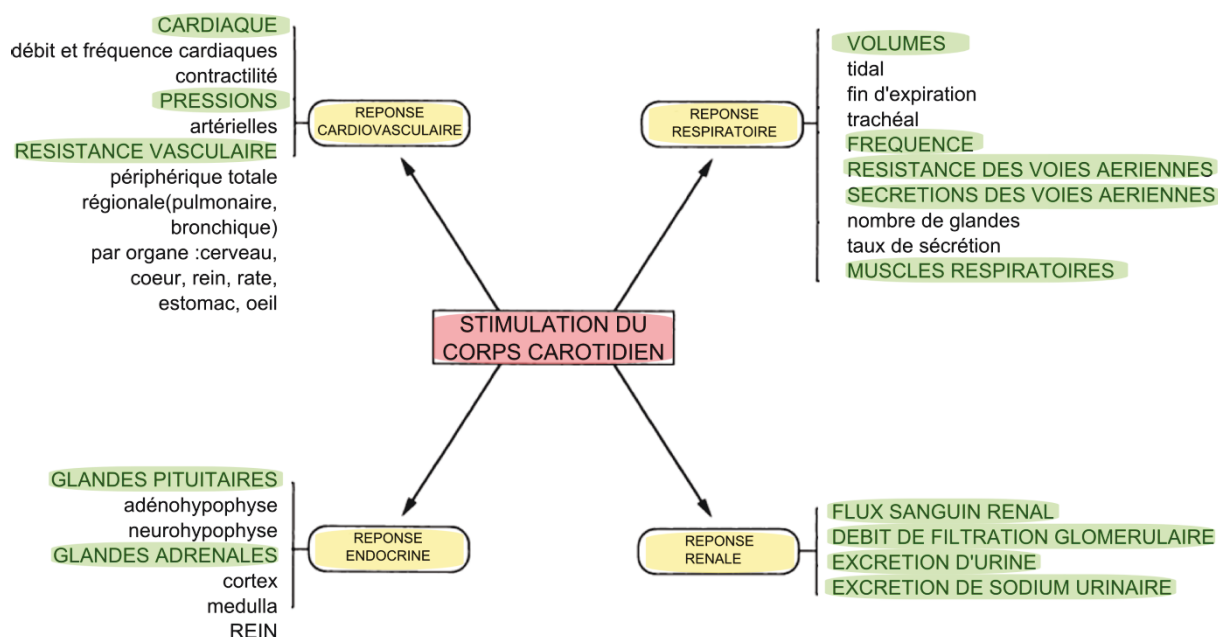 CARDIAQUE
débit et fréquence cardiaques
contractilité
PRESSIONS
artérielles
RESISTANCE VASCULAIRE
périphérique totale
régionale(pulmonaire,
bronchique)
par organe :cerveau,
coeur, rein, rate,
estomac, oeil
REPONSE
CARDIOVASCULAIRE
REPONSE
RESPIRATOIRE
VOLUMES
tidal
fin d'expiration
trachéal
FREQUENCE
RESISTANCE DES VOIES AERIENNES
SECRETIONS DES VOIES AERIENNES
nombre de glandes
taux de sécrétion
MUSCLES RESPIRATOIRES
STIMULATION DU
CORPS CAROTIDIEN
GLANDES PITUITAIRES
adénohypophyse
neurohypophyse
GLANDES ADRENALES
cortex
medulla
REIN
REPONSE
ENDOCRINE
REPONSE
RENALE
FLUX SANGUIN RENAL
DEBIT DE FILTRATION GLOMERULAIRE
EXCRETION D'URINE
EXCRETION DE SODIUM URINAIRE